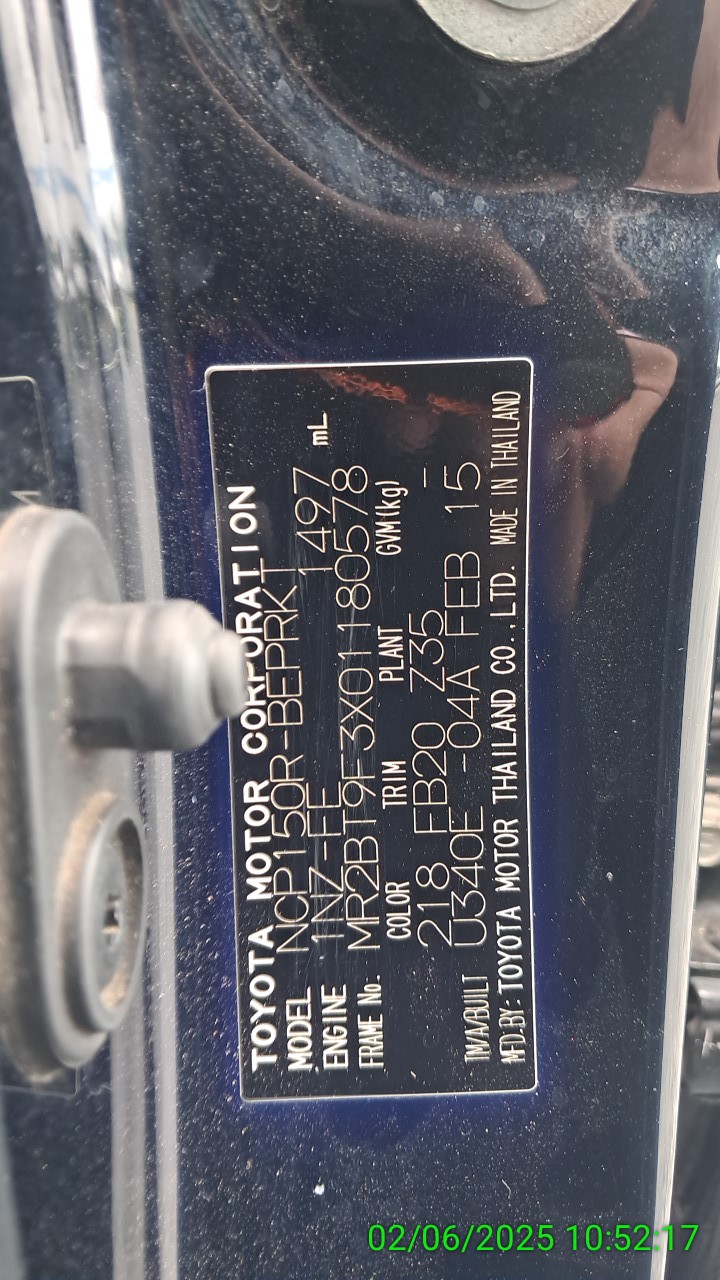 TOYOTA MOTOR CORPORATION
MODEL NCP150R-BEPRKT
ENGINE 1NZ-FE 1497 mL
FRAME No. MR2BT9F3X01180578
COLOR TRIM PLANT GVM(kg)
218 FB20 Z35 —
TM/A/BUILT U340E -04A FEB 15
MFD.BY: TOYOTA MOTOR THAILAND CO.,LTD. MADE IN THAILAND
02/06/2025 10:52:17